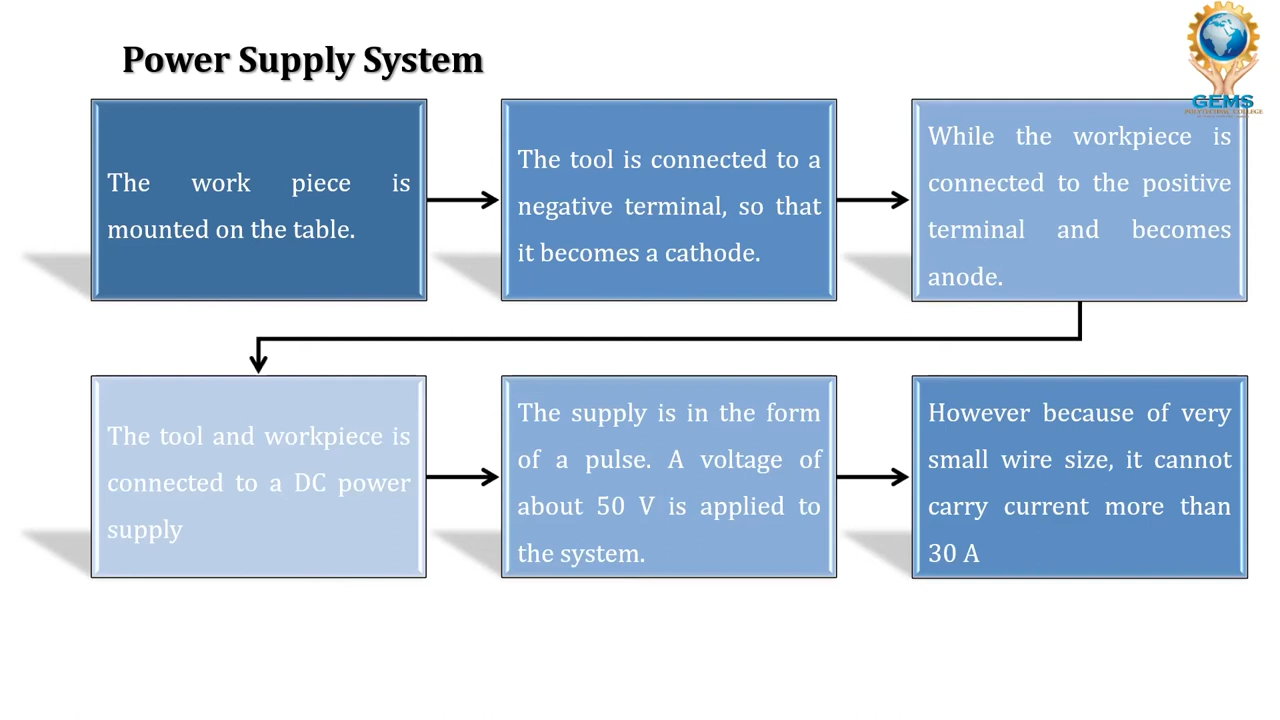 Power Supply System
GEMS
POLYTECHNIC COLLEGE
The work piece is
mounted on the table.
The tool is connected to a
negative terminal, so that
it becomes a cathode.
While the workpiece is
connected to the positive
terminal and becomes
anode.
The tool and workpiece is
connected to a DC power
supply
The supply is in the form
of a pulse. A voltage of
about 50 V is applied to
the system.
However because of very
small wire size, it cannot
carry current more than
30 A